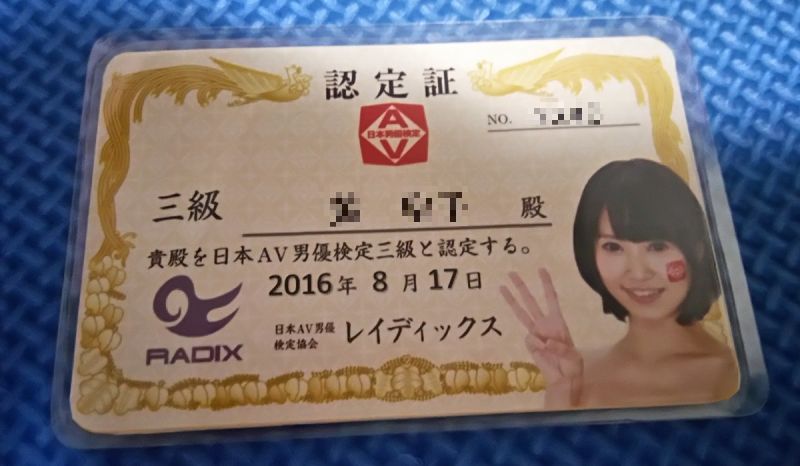 認定証
AV
日本男優検定
NO.
三級
殿
貴殿を日本AV男優検定三級と認定する。
2016年 8月17日
RADIX
日本AV男優
検定協会
レイディックス